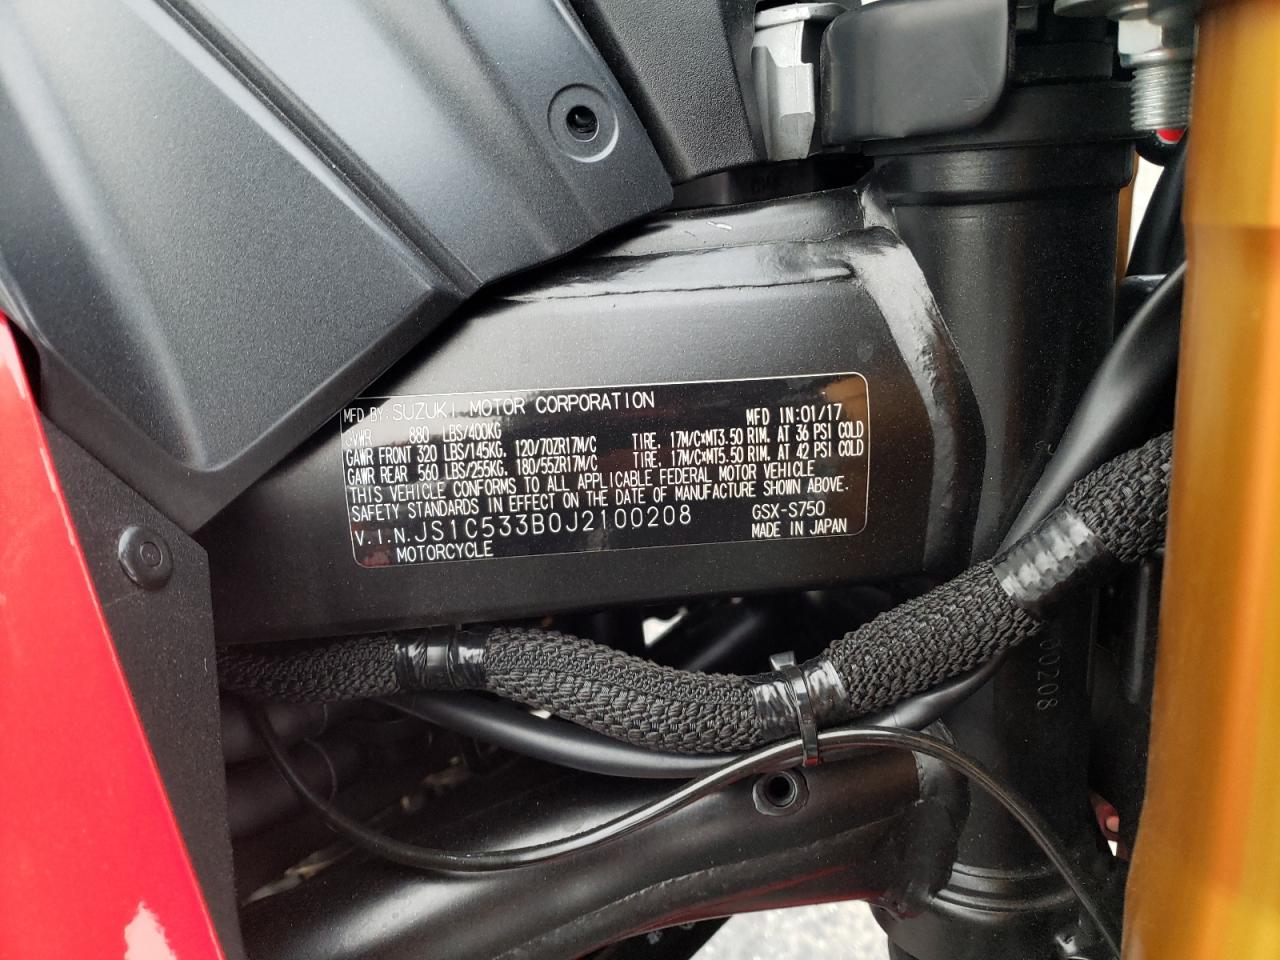 MFD BY: SUZUKI MOTOR CORPORATION MFD IN:01/17
GVWR 880 LBS/400KG
GAWR FRONT 320 LBS/145KG, 120/70ZR17M/C TIRE, 17M/C×MT3.50 RIM. AT 36 PSI COLD
GAWR REAR 560 LBS/255KG, 180/55ZR17M/C TIRE, 17M/C×MT5.50 RIM. AT 42 PSI COLD
THIS VEHICLE CONFORMS TO ALL APPLICABLE FEDERAL MOTOR VEHICLE
SAFETY STANDARDS IN EFFECT ON THE DATE OF MANUFACTURE SHOWN ABOVE.
V.I.N.JS1C533B0J2100208 GSX-S750
MOTORCYCLE MADE IN JAPAN
00208